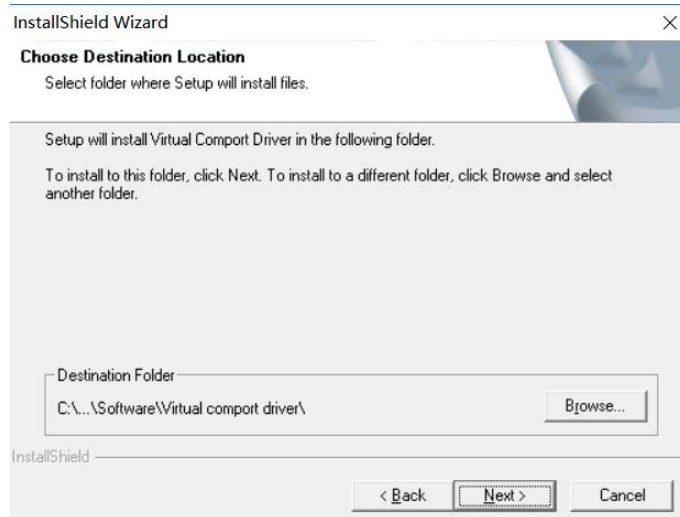 InstallShield Wizard
Choose Destination Location
Select folder where Setup will install files.
Setup will install Virtual Comport Driver in the following folder.
To install to this folder, click Next. To install to a different folder, click Browse and select
another folder.
Destination Folder
C:\...\Software\Virtual comport driver\
Browse...
InstallShield
< Back
Next >
Cancel